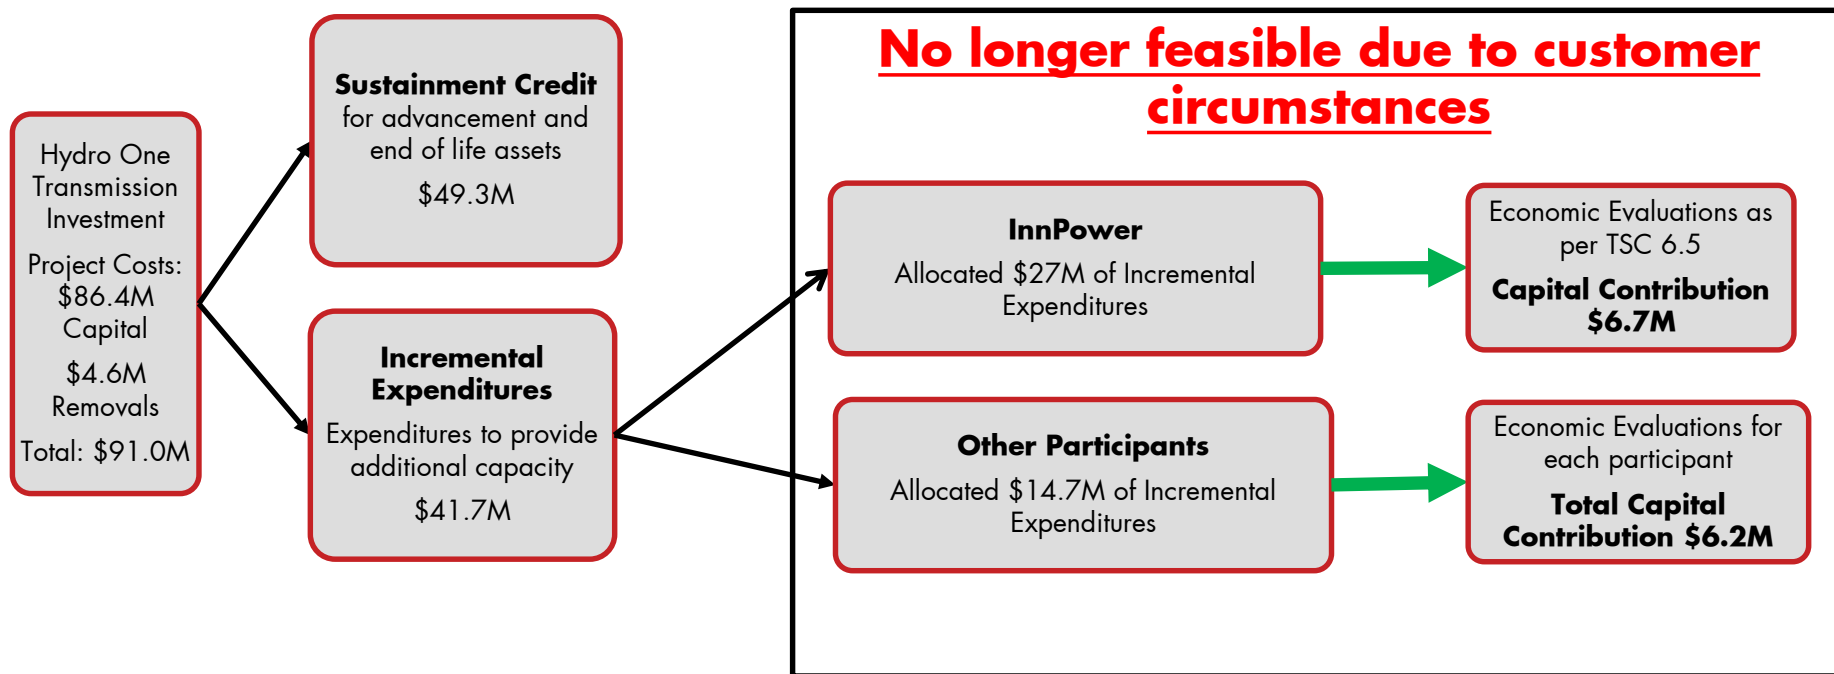 No longer feasible due to customer
circumstances
Hydro One
Transmission
Investment
Project Costs:
$86.4M
Capital
$4.6M
Removals
Total: $91.0M
Sustainment Credit
for advancement and
end of life assets
$49.3M
Incremental
Expenditures
Expenditures to provide
additional capacity
$41.7M
InnPower
Allocated $27M of Incremental
Expenditures
Economic Evaluations as
per TSC 6.5
Capital Contribution
$6.7M
Other Participants
Allocated $14.7M of Incremental
Expenditures
Economic Evaluations for
each participant
Total Capital
Contribution $6.2M